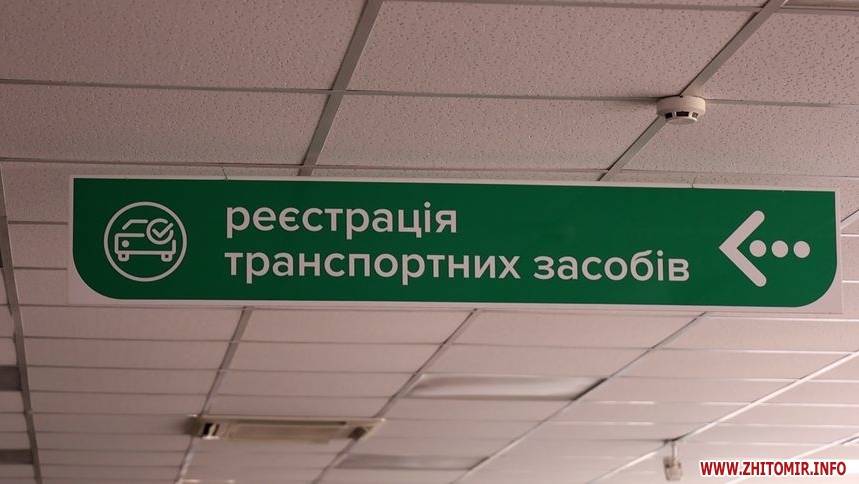 реєстрація
транспортних засобів
WWW.ZHITOMIR.INFO